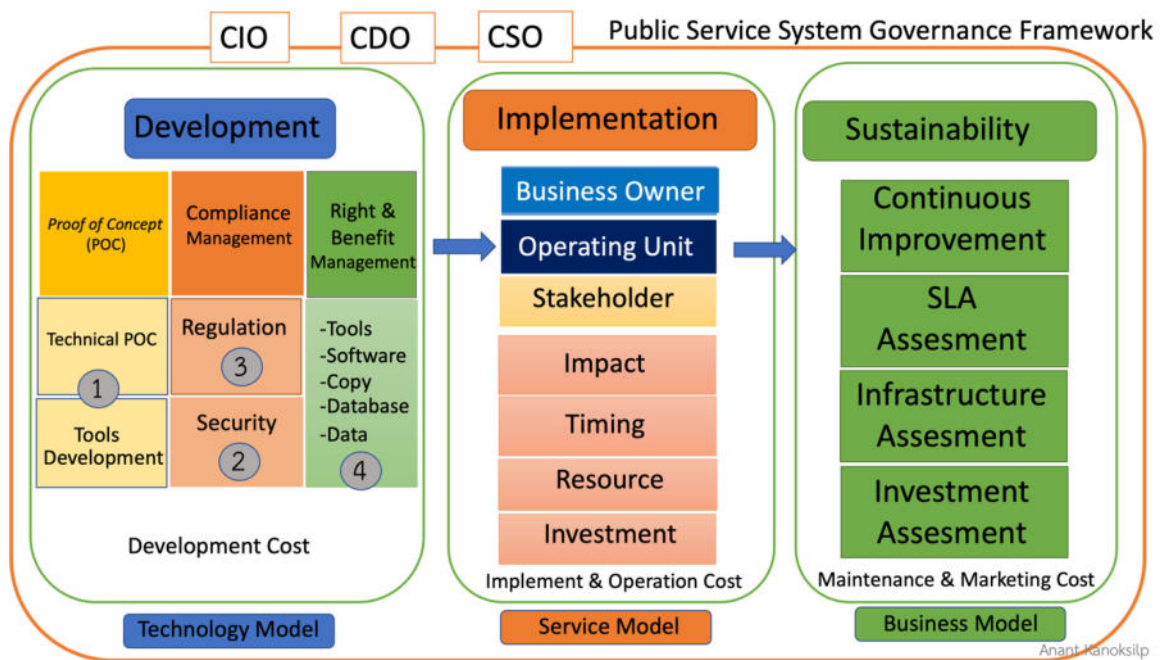 CIO
CDO
CSO
Public Service System Governance Framework
Development
Proof of Concept
(POC)
Compliance
Management
Right &
Benefit
Management
Technical POC
1
Tools
Development
Regulation
3
Security
2
-Tools
-Software
-Copy
-Database
-Data
4
Development Cost
Technology Model
Implementation
Business Owner
Operating Unit
Stakeholder
Impact
Timing
Resource
Investment
Implement & Operation Cost
Service Model
Sustainability
Continuous
Improvement
SLA
Assesment
Infrastructure
Assesment
Investment
Assesment
Maintenance & Marketing Cost
Business Model
Anant Kanoksilp